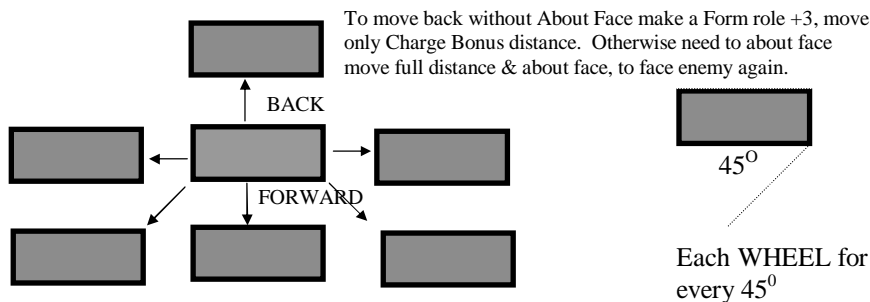 To move back without About Face make a Form role +3, move
only Charge Bonus distance. Otherwise need to about face
move full distance & about face, to face enemy again.
BACK
FORWARD
45⁰
Each WHEEL for
every 45⁰